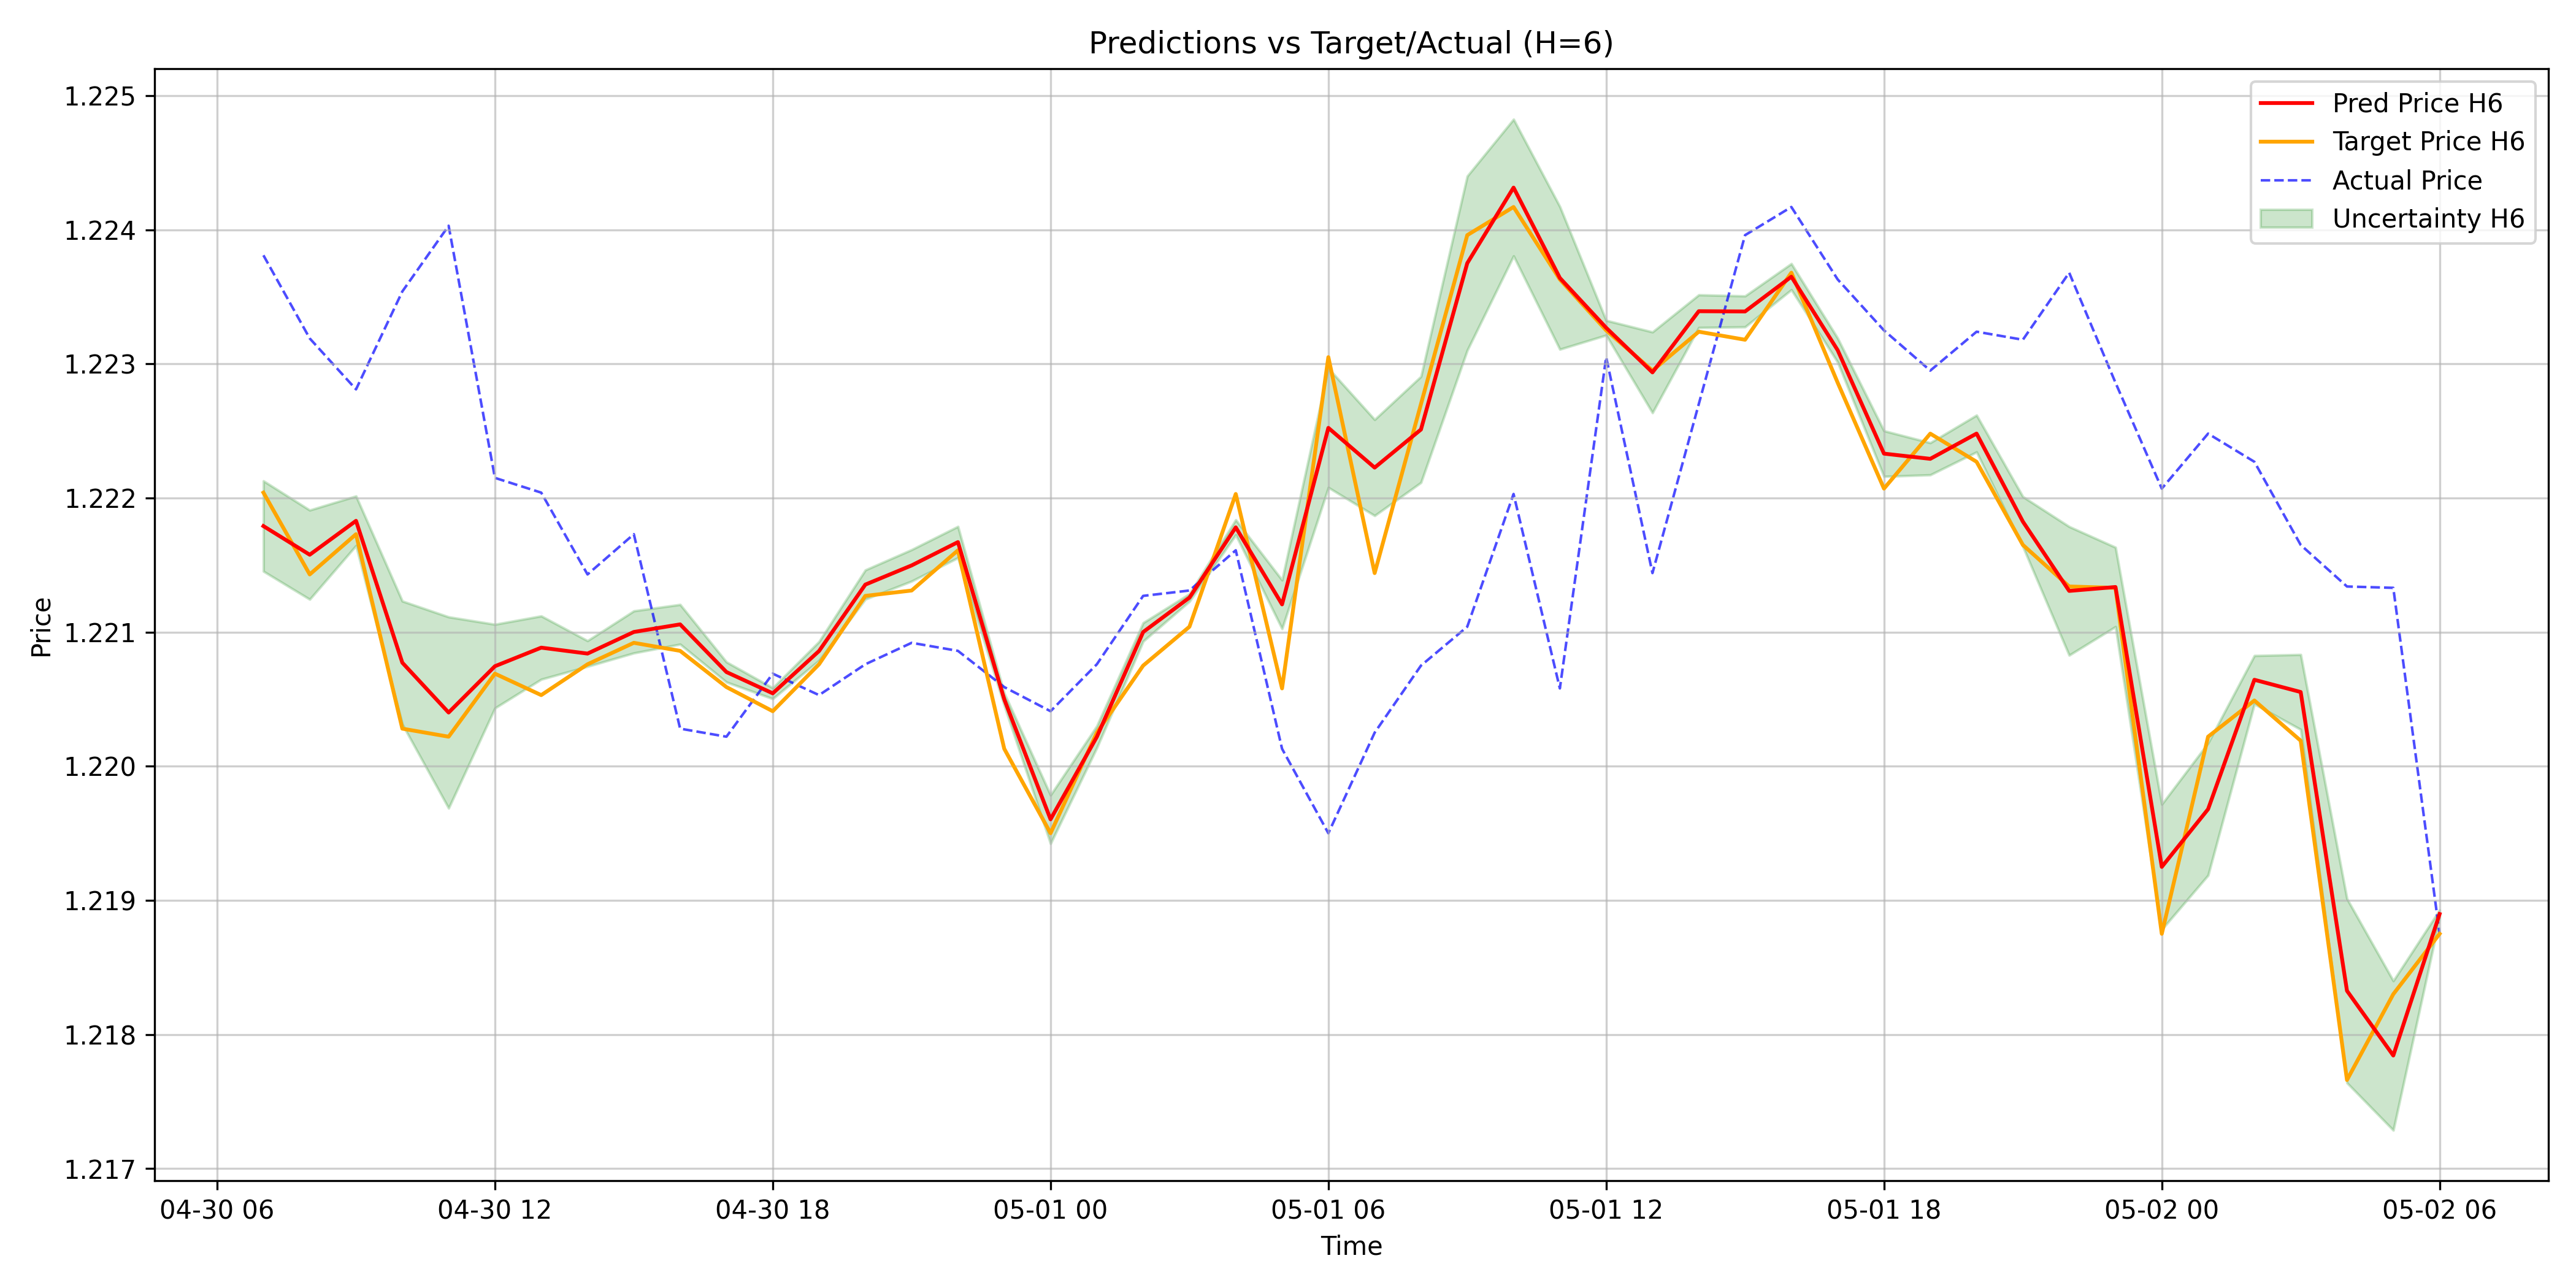 Predictions vs Target/Actual (H=6)
Pred Price H6
Target Price H6
Actual Price
Uncertainty H6
Price
1.225
1.224
1.223
1.222
1.221
1.220
1.219
1.218
1.217
04-30 06
04-30 12
04-30 18
05-01 00
05-01 06
05-01 12
05-01 18
05-02 00
05-02 06
Time